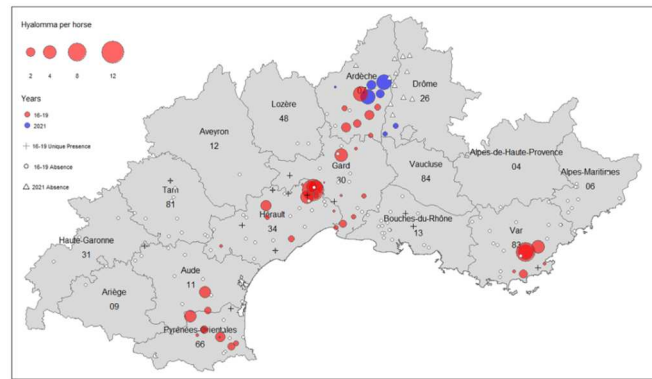 Hyalomma per horse
2 4 8 12
Years
16-19
2021
16-19 Unique Presence
16-19 Absence
2021 Absence
Ardèche
Drôme
26
Lozère
48
Aveyron
12
Gard
30
Vaucluse
84
Alpes-de-Haute-Provence
04
Alpes-Maritimes
06
Tarn
81
Hérault
34
Bouches-du-Rhône
13
Var
83
Haute-Garonne
31
Aude
11
Ariège
09
Pyrénées-Orientales
66